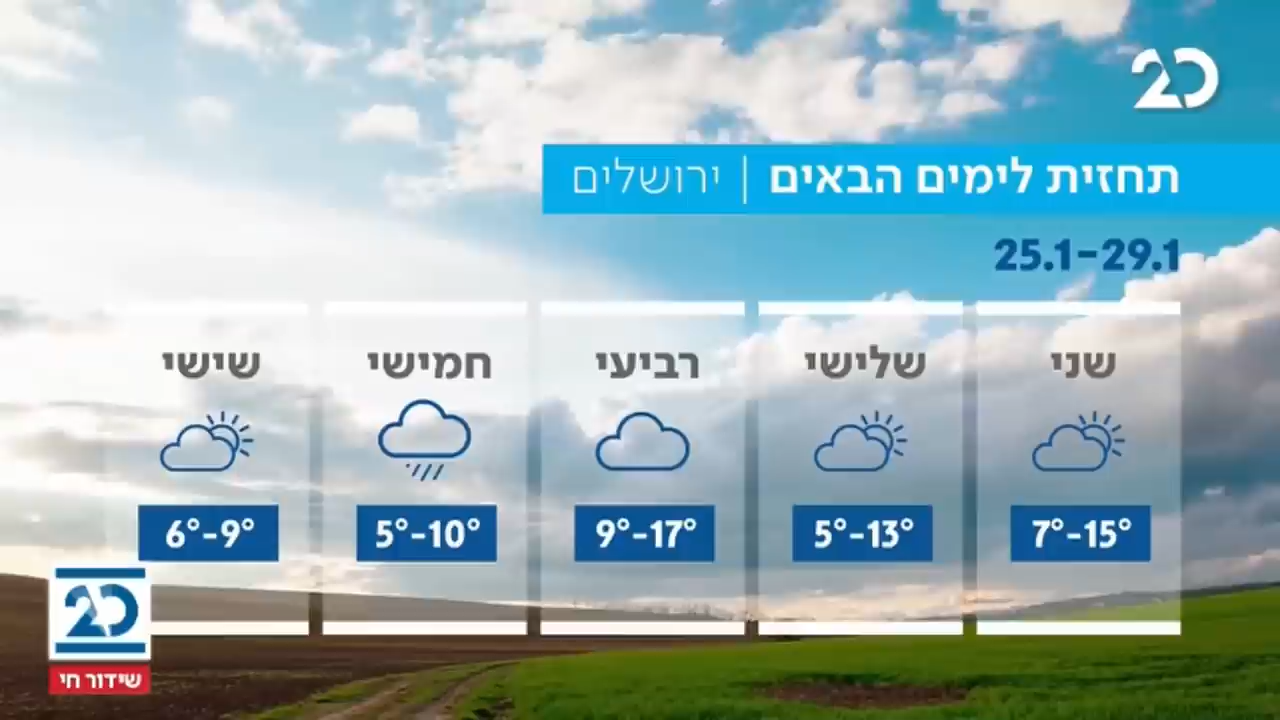 20
תחזית לימים הבאים | ירושלים
25.1-29.1
שני
7°-15°
שלישי
5°-13°
רביעי
9°-17°
חמישי
5°-10°
שישי
6°-9°
20
שידור חי